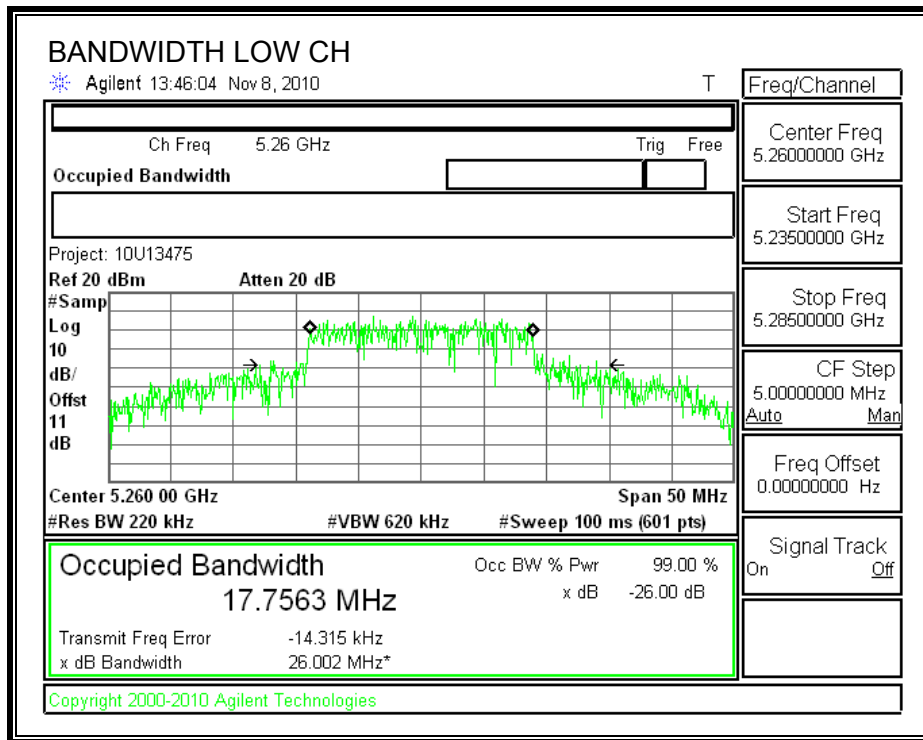 BANDWIDTH LOW CH
Agilent 13:46:04 Nov 8, 2010 T
Freq/Channel
Ch Freq 5.26 GHz Trig Free
Occupied Bandwidth
Center Freq
5.26000000 GHz
Start Freq
5.23500000 GHz
Stop Freq
5.28500000 GHz
CF Step
5.00000000 MHz
Auto Man
Freq Offset
0.00000000 Hz
Signal Track
On Off
Project: 10U13475
Ref 20 dBm Atten 20 dB
#Samp
Log
10
dB/
Offst
11
dB
Center 5.260 00 GHz Span 50 MHz
#Res BW 220 kHz #VBW 620 kHz #Sweep 100 ms (601 pts)
Occupied Bandwidth Occ BW % Pwr 99.00 %
17.7563 MHz x dB -26.00 dB
Transmit Freq Error -14.315 kHz
x dB Bandwidth 26.002 MHz*
Copyright 2000-2010 Agilent Technologies